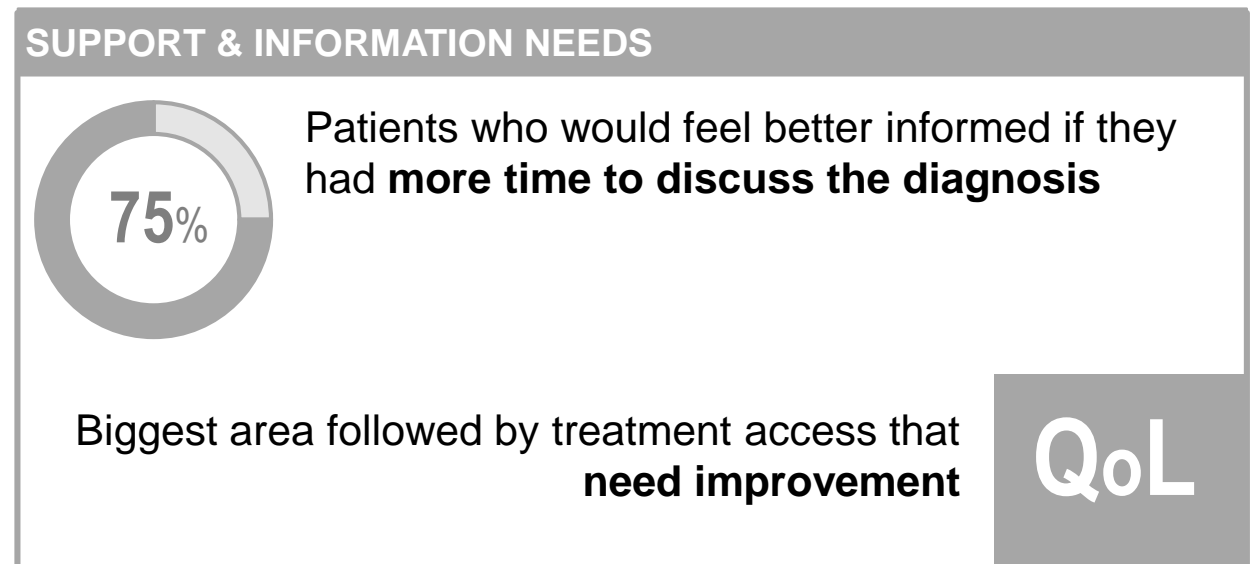 SUPPORT & INFORMATION NEEDS
75%
Patients who would feel better informed if they
had more time to discuss the diagnosis
Biggest area followed by treatment access that
need improvement
QoL